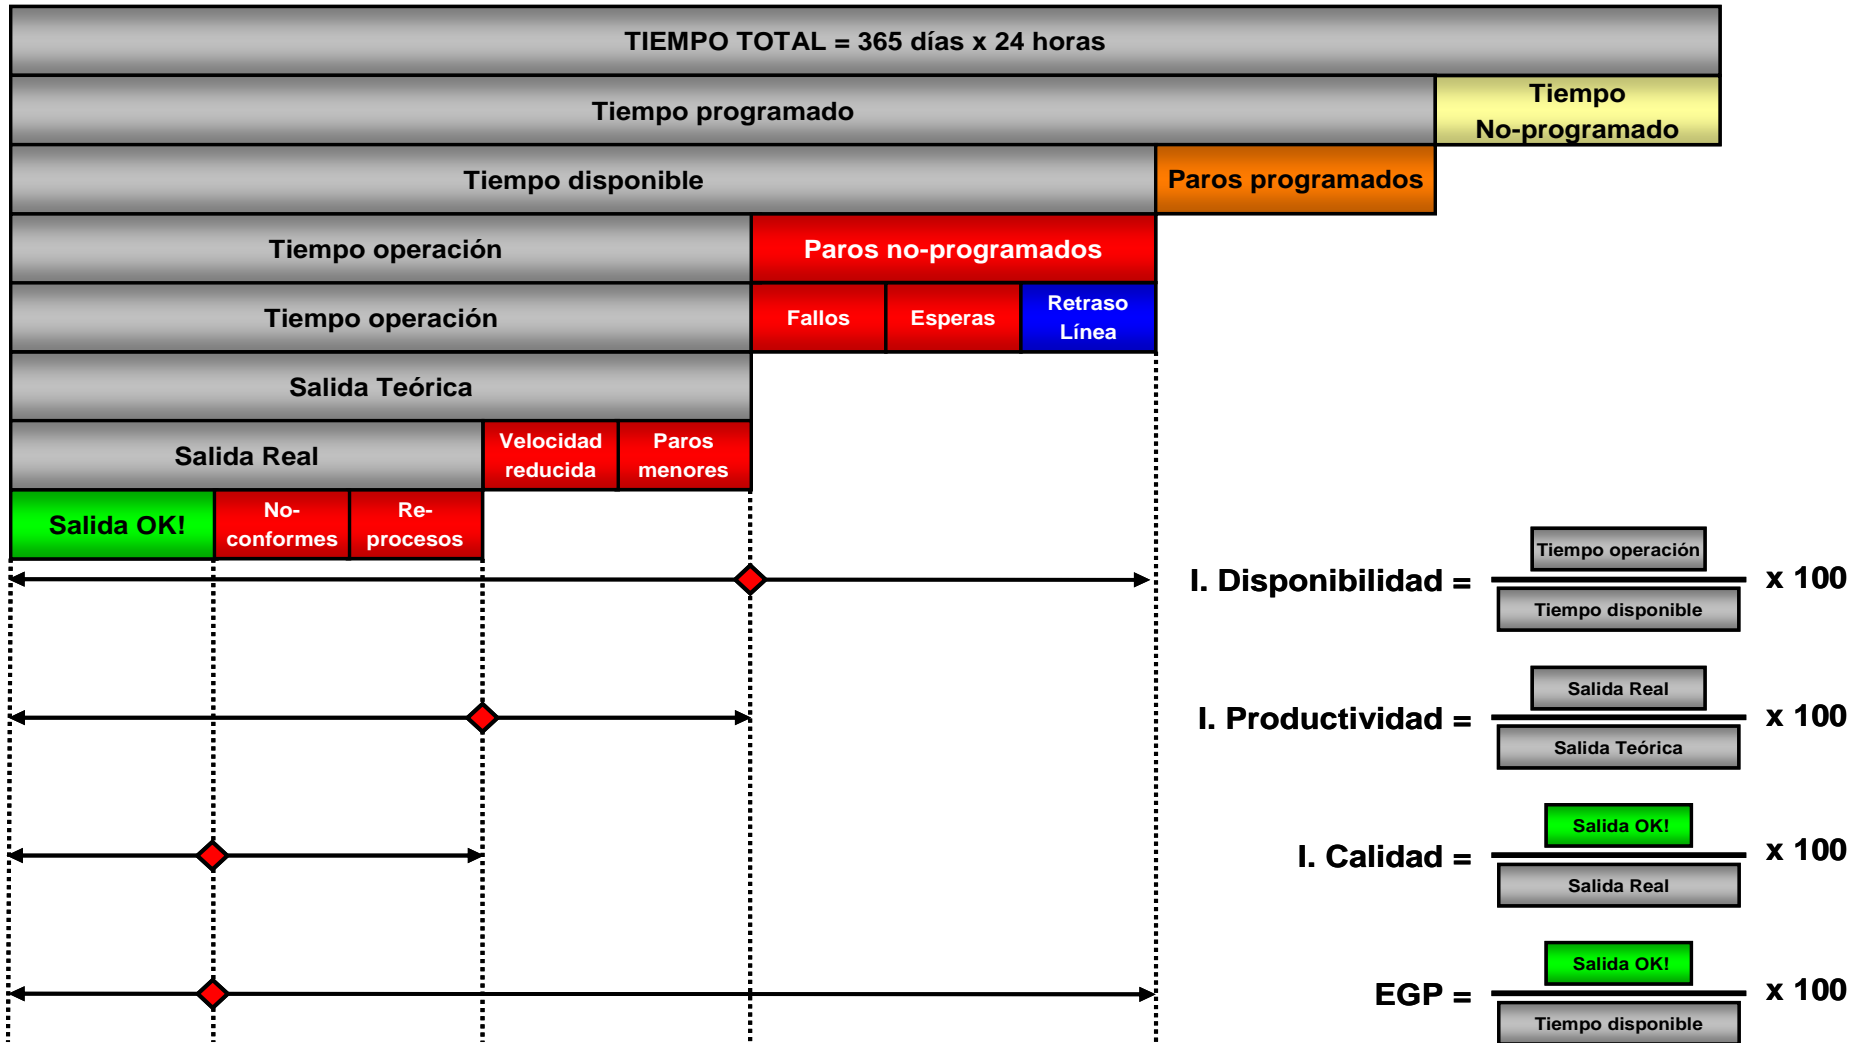 TIEMPO TOTAL = 365 días x 24 horas
Tiempo programado
Tiempo
No-programado
Tiempo disponible
Paros programados
Tiempo operación
Paros no-programados
Tiempo operación
Fallos
Esperas
Retraso
Línea
Salida Teórica
Salida Real
Velocidad
reducida
Paros
menores
Salida OK!
No-
conformes
Re-
procesos
I. Disponibilidad =
Tiempo operación
Tiempo disponible
x 100
I. Productividad =
Salida Real
Salida Teórica
x 100
I. Calidad =
Salida OK!
Salida Real
x 100
EGP =
Salida OK!
Tiempo disponible
x 100